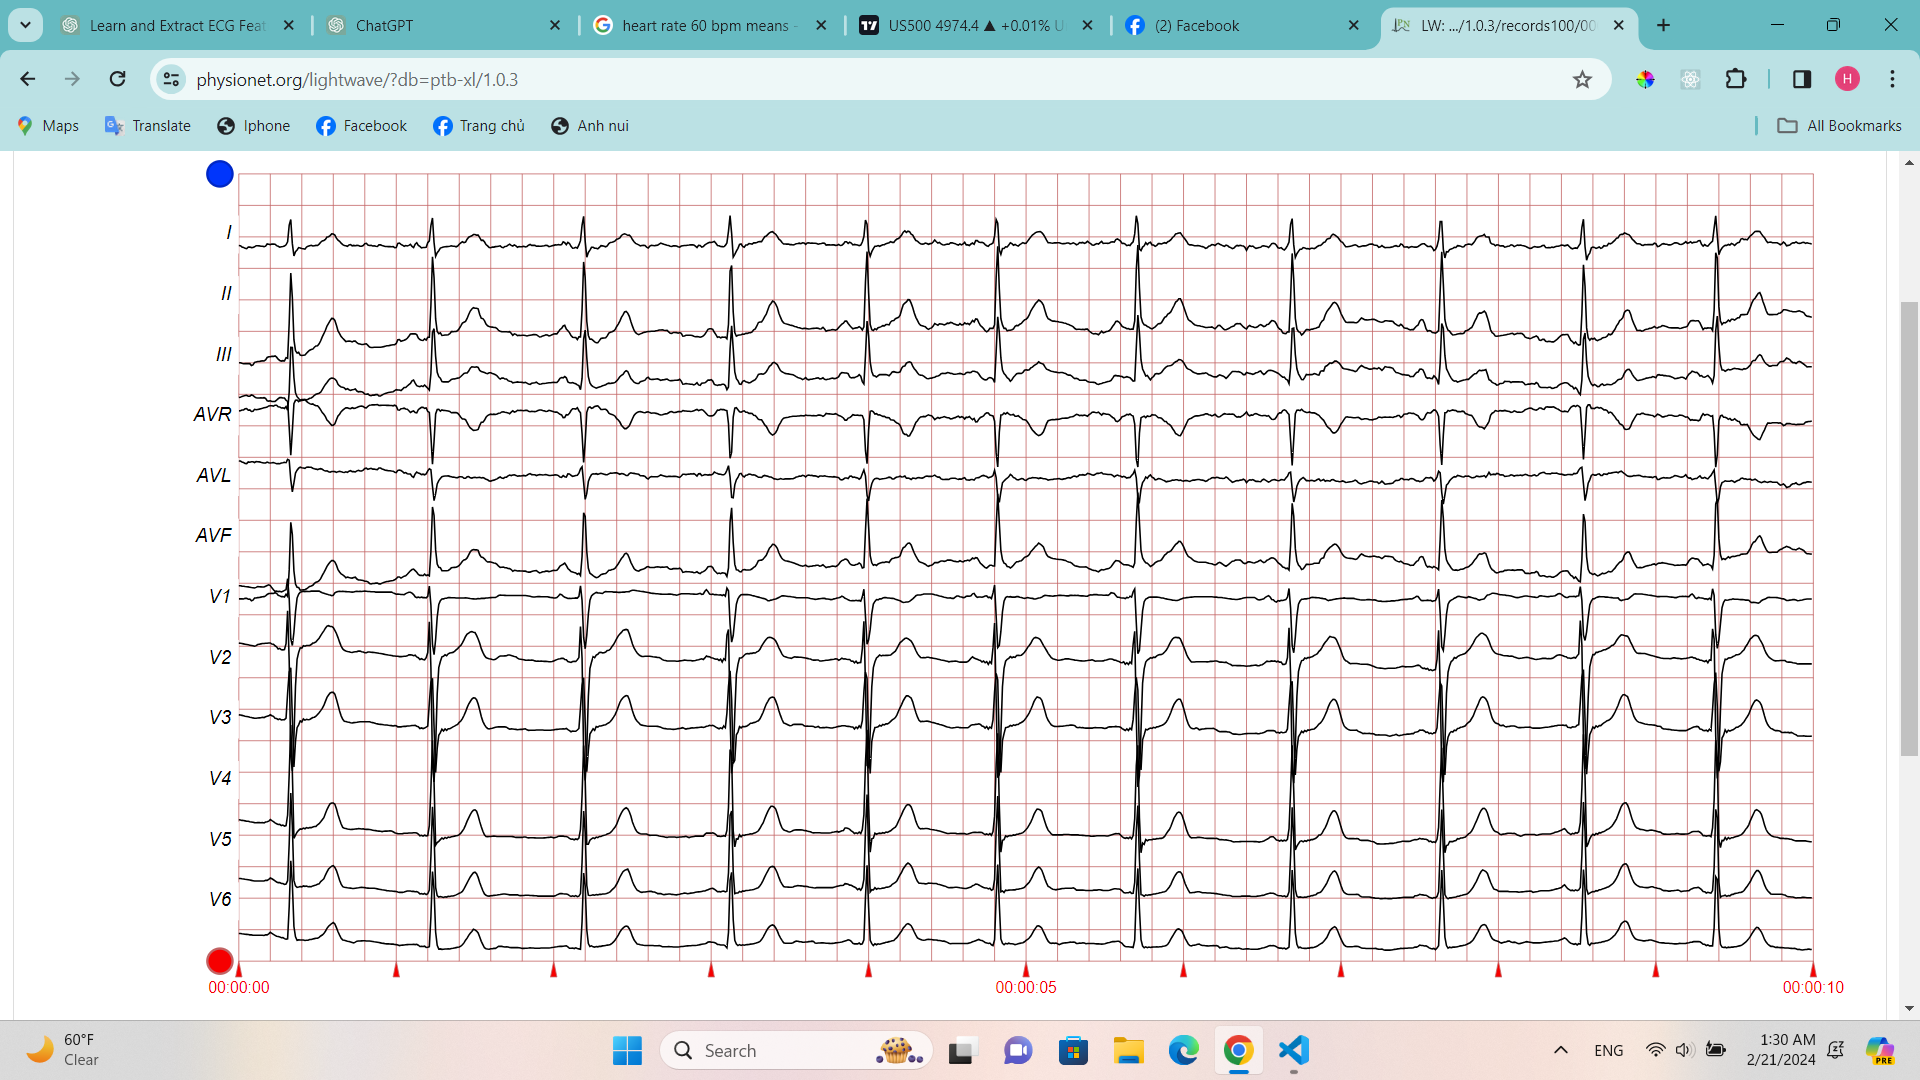 Learn and Extract ECG Feat
ChatGPT
heart rate 60 bpm means -
US500 4974.4 ▲ +0.01% U
(2) Facebook
LW: .../1.0.3/records100/00
physionet.org/lightwave/?db=ptb-xl/1.0.3
H
Maps
Translate
Iphone
Facebook
Trang chủ
Anh nui
All Bookmarks
I
II
III
AVR
AVL
AVF
V1
V2
V3
V4
V5
V6
00:00:00
00:00:05
00:00:10
60°F
Clear
Search
ENG
1:30 AM
2/21/2024
PRE